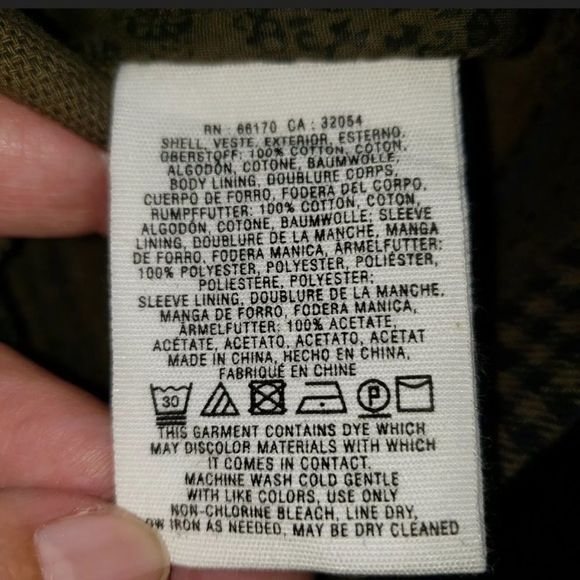 RN : 66170 CA : 32054
SHELL, VESTE, EXTERIOR, ESTERNO,
OBERSTOFF: 100% COTTON, COTON,
ALGODÓN, COTONE, BAUMWOLLE,
BODY LINING, DOUBLURE CORPS,
CUERPO DE FORRO, FODERA DEL CORPO,
RUMPFFUTTER: 100% COTTON, COTON,
ALGODÓN, COTONE, BAUMWOLLE; SLEEVE
LINING, DOUBLURE DE LA MANCHE, MANGA
DE FORRO, FODERA MANICA, ÄRMELFUTTER:
100% POLYESTER, POLYESTER, POLIÉSTER,
POLIESTERE, POLYESTER;
SLEEVE LINING, DOUBLURE DE LA MANCHE,
MANGA DE FORRO, FODERA MANICA,
ÄRMELFUTTER: 100% ACETATE,
ACÉTATE, ACETATO, ACETATO, ACETAT
MADE IN CHINA, HECHO EN CHINA,
FABRIQUÉ EN CHINE
30 P
THIS GARMENT CONTAINS DYE WHICH
MAY DISCOLOR MATERIALS WITH WHICH
IT COMES IN CONTACT.
MACHINE WASH COLD GENTLE
WITH LIKE COLORS, USE ONLY
NON-CHLORINE BLEACH, LINE DRY,
OW IRON AS NEEDED, MAY BE DRY CLEANED